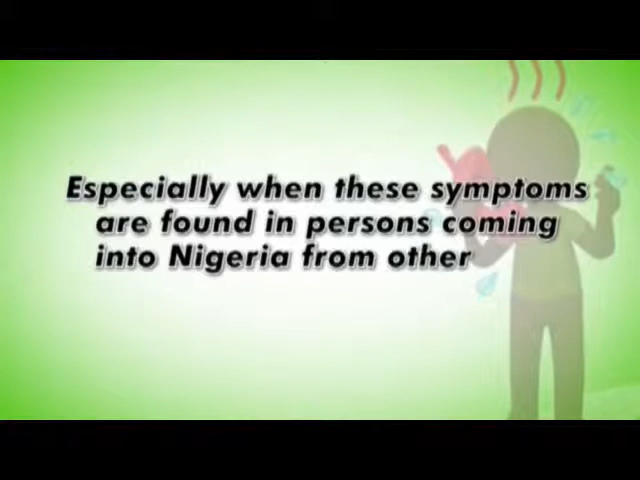 Especially when these symptoms
are found in persons coming
into Nigeria from other